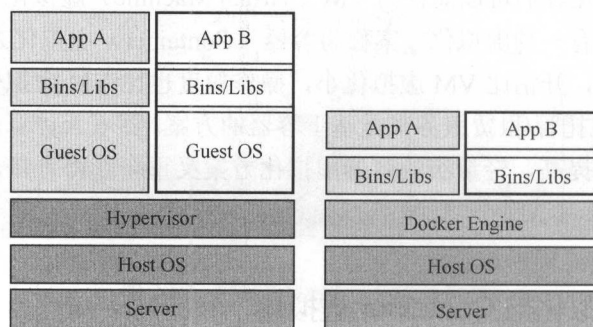 App A
App B
Bins/Libs
Bins/Libs
Guest OS
Guest OS
App A
App B
Bins/Libs
Bins/Libs
Hypervisor
Docker Engine
Host OS
Host OS
Server
Server